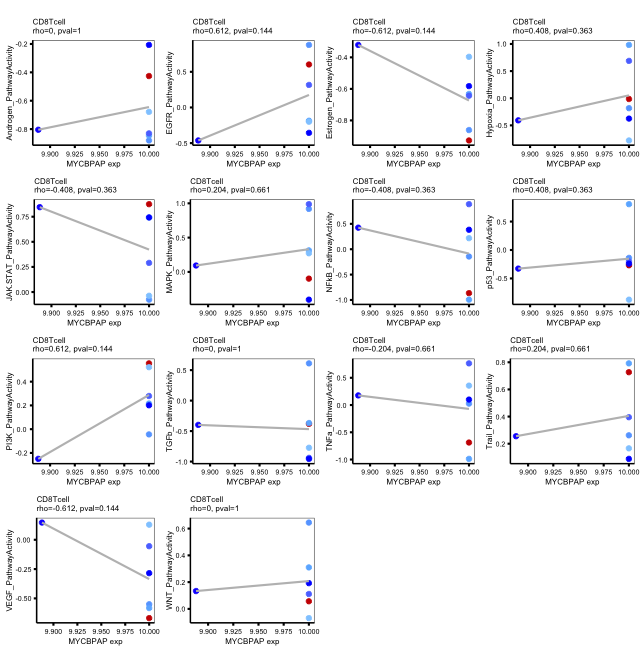 CD8Tcell
rho=0, pval=1
Androgen_PathwayActivity
-0.2
-0.4
-0.6
-0.8
9.900 9.925 9.950 9.975 10.000
MYCBPAP exp
CD8Tcell
rho=0.612, pval=0.144
EGFR_PathwayActivity
0.5
0.0
-0.5
9.900 9.925 9.950 9.975 10.000
MYCBPAP exp
CD8Tcell
rho=-0.612, pval=0.144
Estrogen_PathwayActivity
-0.4
-0.6
-0.8
9.900 9.925 9.950 9.975 10.000
MYCBPAP exp
CD8Tcell
rho=0.408, pval=0.363
Hypoxia_PathwayActivity
1.0
0.5
0.0
-0.5
9.900 9.925 9.950 9.975 10.000
MYCBPAP exp
CD8Tcell
rho=-0.408, pval=0.363
JAK.STAT_PathwayActivity
0.75
0.50
0.25
0.00
9.900 9.925 9.950 9.975 10.000
MYCBPAP exp
CD8Tcell
rho=0.204, pval=0.661
MAPK_PathwayActivity
1.0
0.5
0.0
9.900 9.925 9.950 9.975 10.000
MYCBPAP exp
CD8Tcell
rho=-0.408, pval=0.363
NFkB_PathwayActivity
0.5
0.0
-0.5
-1.0
9.900 9.925 9.950 9.975 10.000
MYCBPAP exp
CD8Tcell
rho=0.408, pval=0.363
p53_PathwayActivity
0.5
0.0
-0.5
9.900 9.925 9.950 9.975 10.000
MYCBPAP exp
CD8Tcell
rho=0.612, pval=0.144
PI3K_PathwayActivity
0.4
0.2
0.0
-0.2
9.900 9.925 9.950 9.975 10.000
MYCBPAP exp
CD8Tcell
rho=0, pval=1
TGFb_PathwayActivity
0.5
0.0
-0.5
-1.0
9.900 9.925 9.950 9.975 10.000
MYCBPAP exp
CD8Tcell
rho=-0.204, pval=0.661
TNFa_PathwayActivity
0.5
0.0
-0.5
-1.0
9.900 9.925 9.950 9.975 10.000
MYCBPAP exp
CD8Tcell
rho=0.204, pval=0.661
Trail_PathwayActivity
0.8
0.6
0.4
0.2
9.900 9.925 9.950 9.975 10.000
MYCBPAP exp
CD8Tcell
rho=-0.612, pval=0.144
VEGF_PathwayActivity
0.00
-0.25
-0.50
9.900 9.925 9.950 9.975 10.000
MYCBPAP exp
CD8Tcell
rho=0, pval=1
WNT_PathwayActivity
0.6
0.4
0.2
0.0
9.900 9.925 9.950 9.975 10.000
MYCBPAP exp